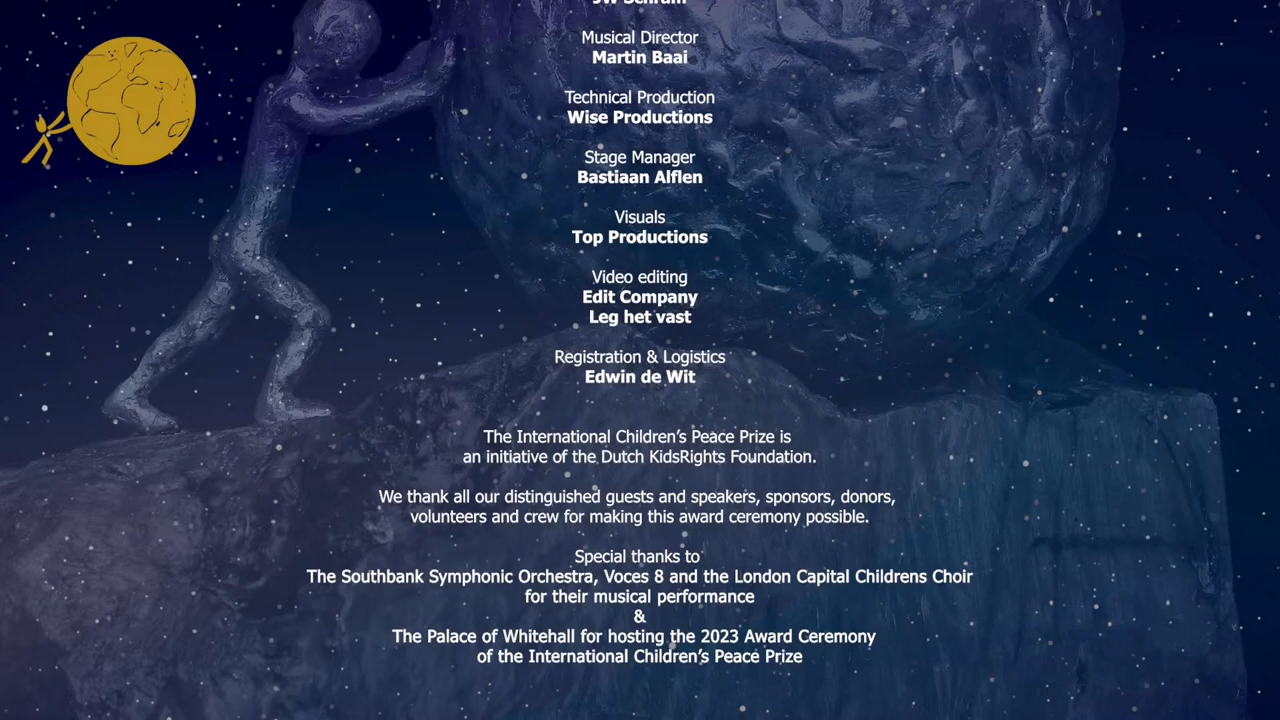 Musical Director
Martin Baai
Technical Production
Wise Productions
Stage Manager
Bastiaan Alflen
Visuals
Top Productions
Video editing
Edit Company
Leg het vast
Registration & Logistics
Edwin de Wit
The International Children’s Peace Prize is
an initiative of the Dutch KidsRights Foundation.
We thank all our distinguished guests and speakers, sponsors, donors,
volunteers and crew for making this award ceremony possible.
Special thanks to
The Southbank Symphonic Orchestra, Voces 8 and the London Capital Childrens Choir
for their musical performance
&
The Palace of Whitehall for hosting the 2023 Award Ceremony
of the International Children’s Peace Prize